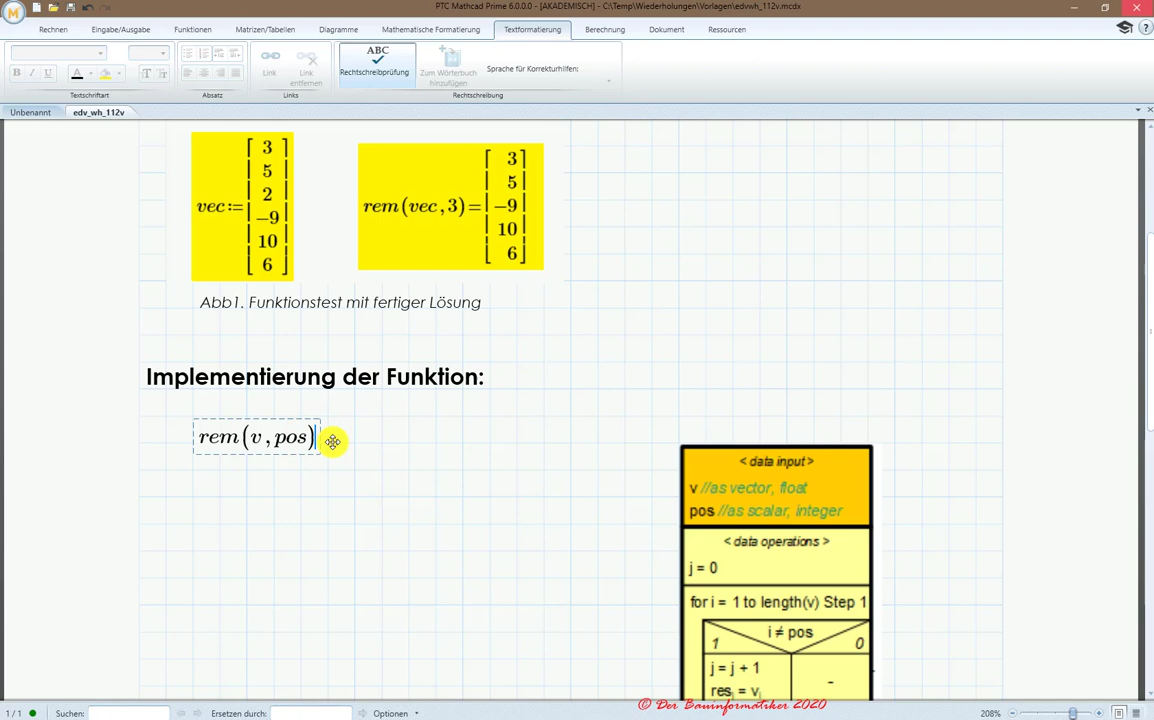 PTC Mathcad Prime 6.0.0.0 - [AKADEMISCH] - C:\Temp\Wiederholungen\Vorlagen\edvwh_112v.mcdx
Rechnen Eingabe/Ausgabe Funktionen Matrizen/Tabellen Diagramme Mathematische Formatierung Textformatierung Berechnung Dokument Ressourcen
B I U A T T
Link
Link entfernen
ABC
Rechtschreibprüfung
Zum Wörterbuch hinzufügen
Sprache für Korrekturhilfen:
Textschriftart Absatz Links Rechtschreibung
Unbenannt edv_wh_112v
vec:=
3
5
2
-9
10
6
rem(vec,3)=
3
5
-9
10
6
Abb1. Funktionstest mit fertiger Lösung
Implementierung der Funktion:
rem(v,pos)
< data input>
v //as vector, float
pos //as scalar, integer
< data operations >
j = 0
for i = 1 to length(v) Step 1
i ≠ pos
1 0
j = j + 1
resj = vi
-
© Der Bauinformatiker 2020
1 / 1 Suchen: Ersetzen durch: Optionen 208%